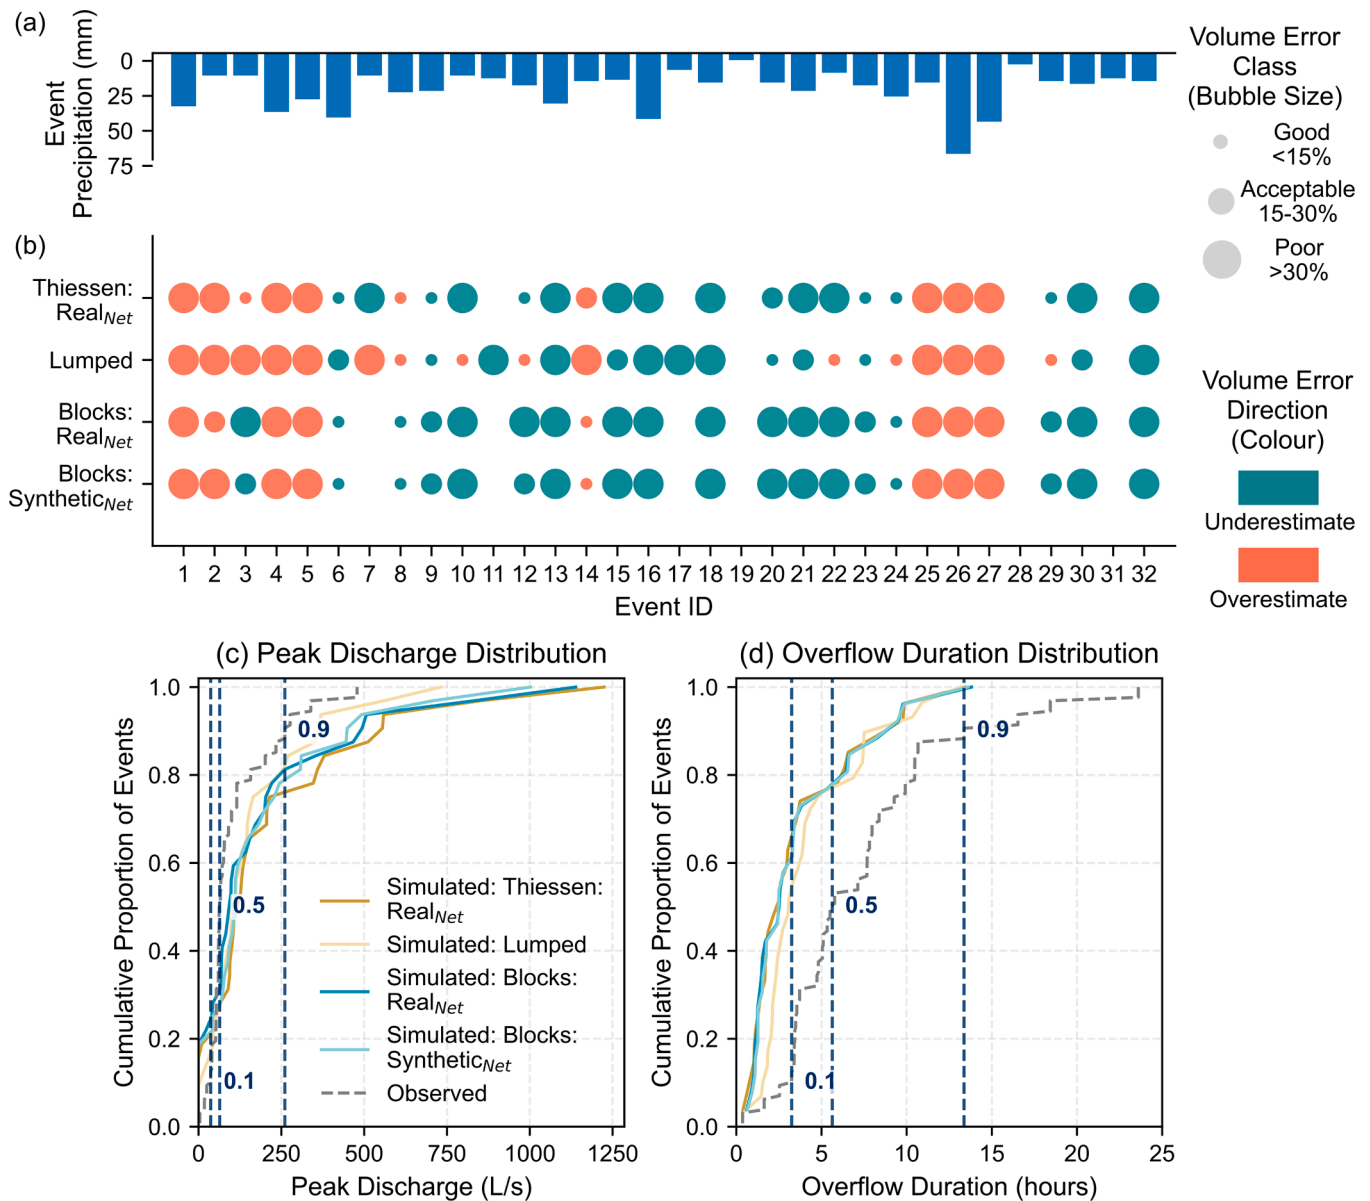 (a)
Event
Precipitation (mm)
0
25
50
75
Volume Error
Class
(Bubble Size)
Good
<15%
Acceptable
15-30%
Poor
>30%
(b)
Thiessen:
Real_Net
Lumped
Blocks:
Real_Net
Blocks:
Synthetic_Net
1 2 3 4 5 6 7 8 9 10 11 12 13 14 15 16 17 18 19 20 21 22 23 24 25 26 27 28 29 30 31 32
Event ID
Volume Error
Direction
(Colour)
Underestimate
Overestimate
(c) Peak Discharge Distribution
Cumulative Proportion of Events
1.0
0.8
0.6
0.4
0.2
0.0
0.9
0.5
0.1
Simulated: Thiessen:
Real_Net
Simulated: Lumped
Simulated: Blocks:
Real_Net
Simulated: Blocks:
Synthetic_Net
Observed
0 250 500 750 1000 1250
Peak Discharge (L/s)
(d) Overflow Duration Distribution
Cumulative Proportion of Events
1.0
0.8
0.6
0.4
0.2
0.0
0.9
0.5
0.1
0 5 10 15 20 25
Overflow Duration (hours)